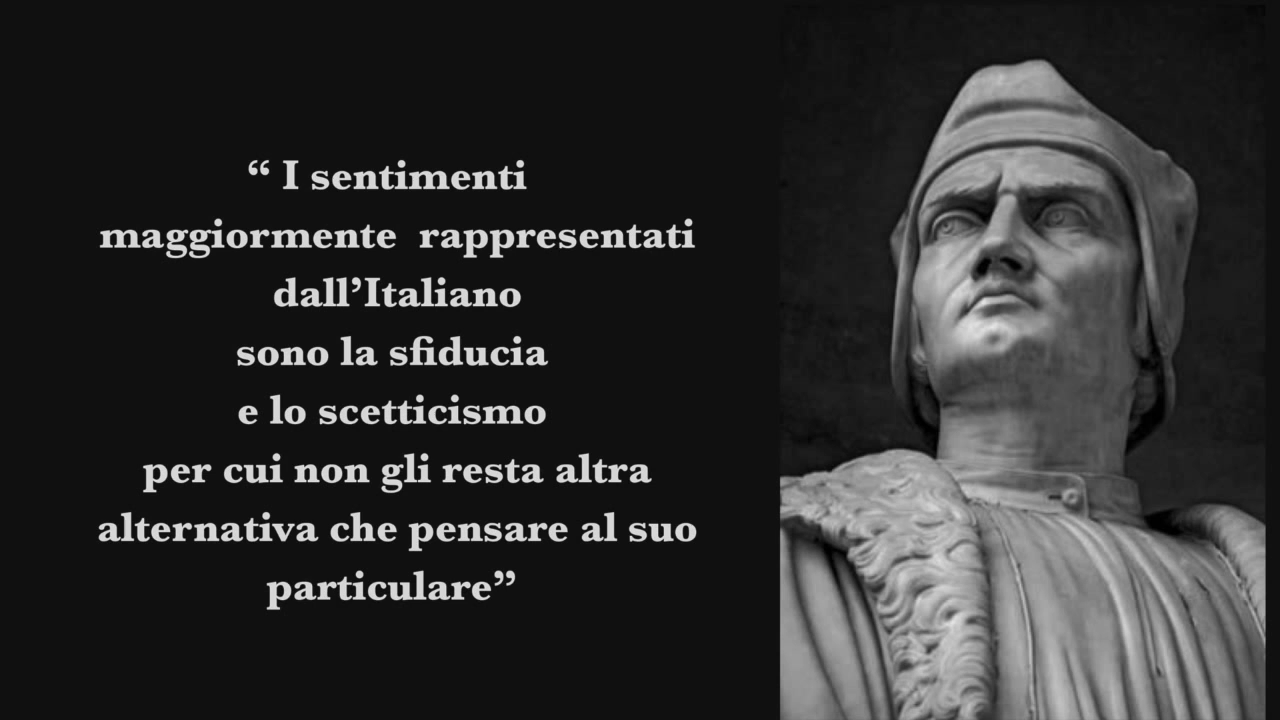 “ I sentimenti
maggiormente rappresentati
dall’Italiano
sono la sfiducia
e lo scetticismo
per cui non gli resta altra
alternativa che pensare al suo
particulare”